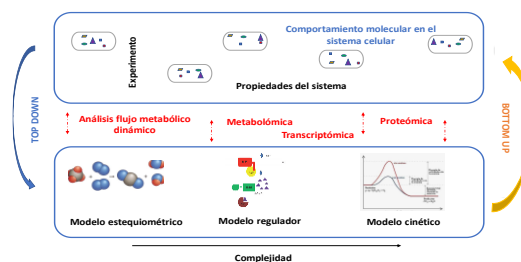 Comportamiento molecular en el
sistema celular
Experimento
Propiedades del sistema
TOP DOWN
BOTTOM UP
Análisis flujo metabólico
dinámico
Metabolómica
Transcriptómica
Proteómica
Modelo estequiométrico
Modelo regulador
Modelo cinético
Complejidad